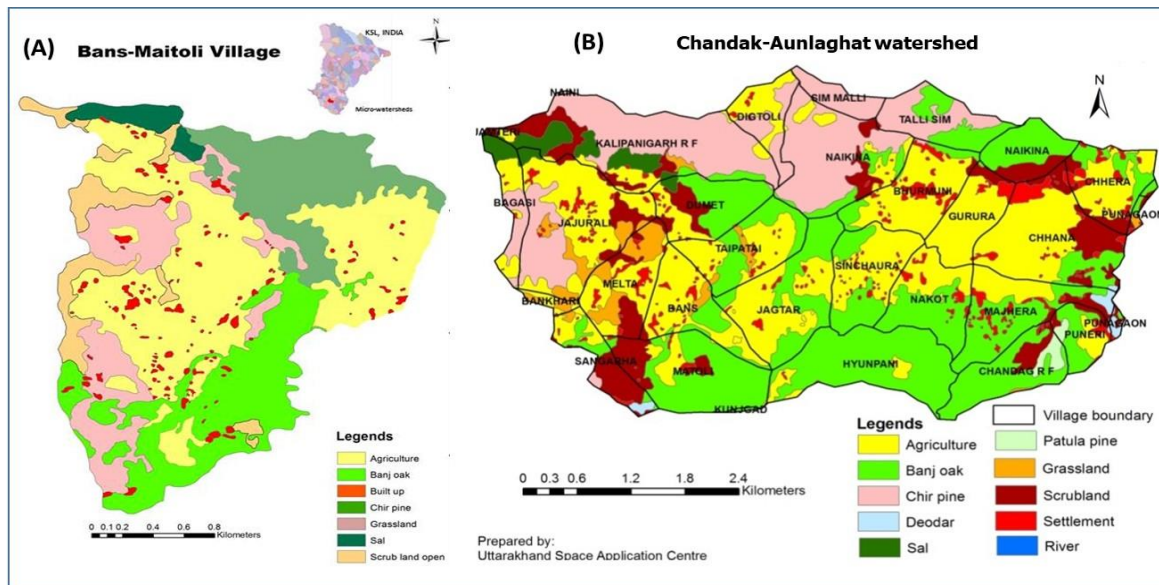 (A)
Bans-Maitoli Village
KSL, INDIA
N
Micro-watersheds
Legends
Agriculture
Banj oak
Built up
Chir pine
Grassland
Sal
Scrub land open
0 0.1 0.2 0.4 0.6 0.8
Kilometers
(B)
Chandak-Aunlaghat watershed
N
NAINI
SIM MALLI
DIGTOLI
TALLI SIM
KALIPANIGARH R F
NAIKINA
NAIKINA
BHURMUNI
CHHERA
BAGASI
DUMET
GURURA
PUNAGAON
JAJURALI
CHHANA
TAIPATAI
SINCHAURA
MELTA
BANKHARI
BANS
JAGTAR
NAKOT
MAJHERA
PUNAGAON
PUNERI
SANGARHA
MAITOLI
HYUNPANI
CHANDAG R F
KUNJGAD
Legends
Agriculture
Banj oak
Chir pine
Deodar
Sal
Village boundary
Patula pine
Grassland
Scrubland
Settlement
River
0 0.3 0.6 1.2 1.8 2.4
Kilometers
Prepared by:
Uttarakhand Space Application Centre